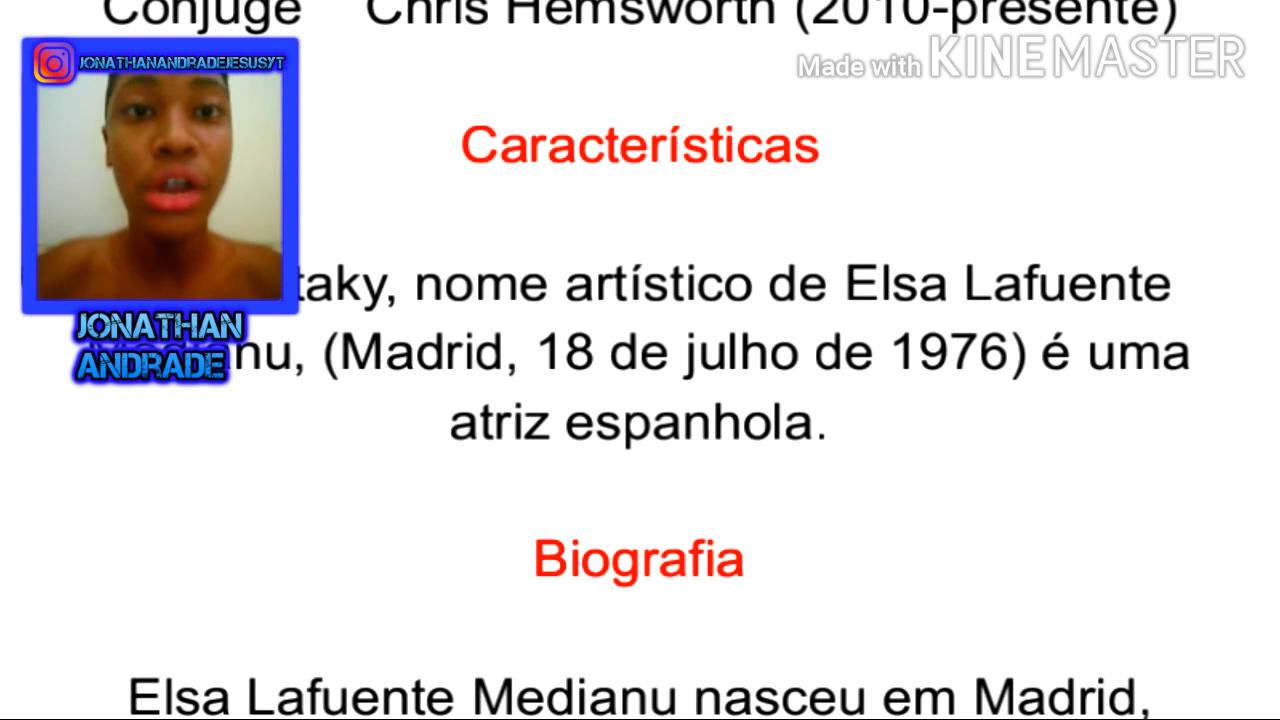 Cônjuge Chris Hemsworth (2010-presente)
JONATHANANDRADEJESUSYT
Made with KINEMASTER
Características
taky, nome artístico de Elsa Lafuente
JONATHAN
nu, (Madrid, 18 de julho de 1976) é uma
ANDRADE
atriz espanhola.
Biografia
Elsa Lafuente Medianu nasceu em Madrid,